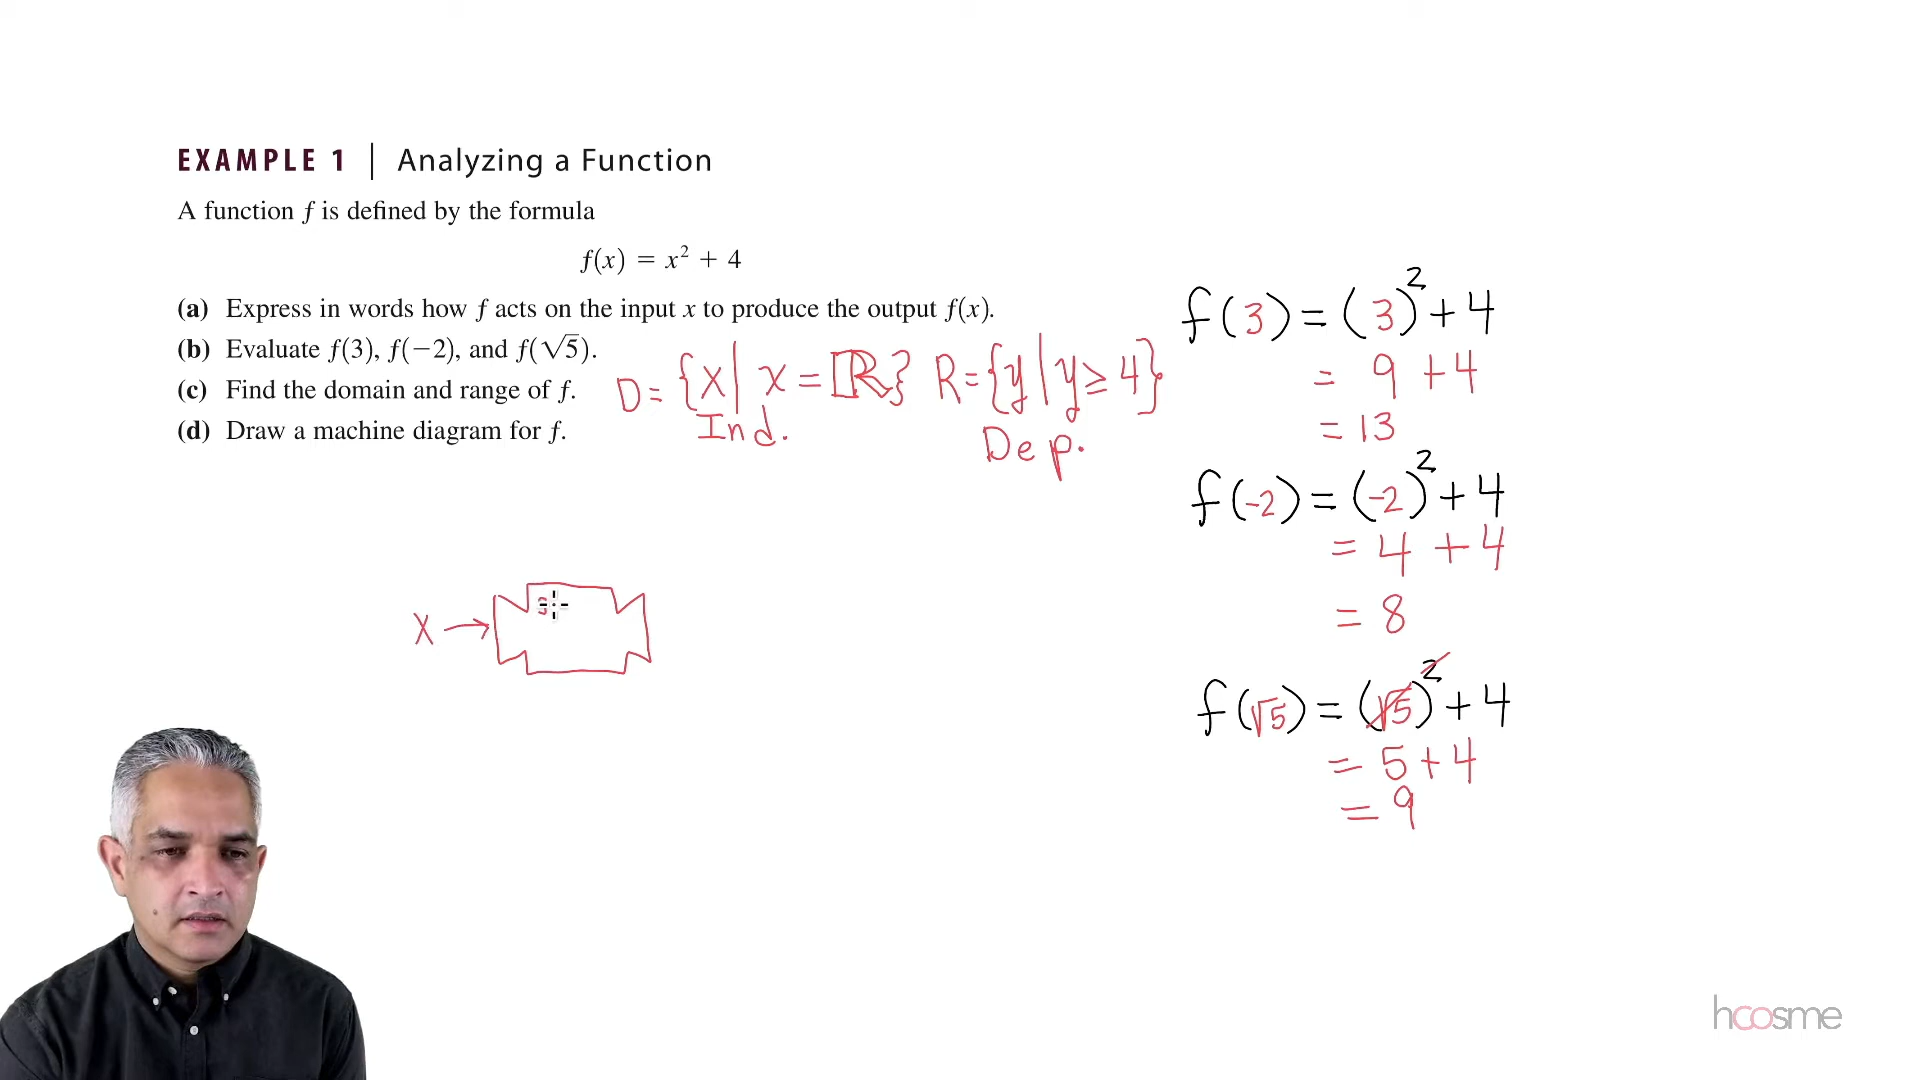 EXAMPLE 1 | Analyzing a Function
A function f is defined by the formula
f(x) = x² + 4
(a) Express in words how f acts on the input x to produce the output f(x).
(b) Evaluate f(3), f(−2), and f(√5).
(c) Find the domain and range of f.
(d) Draw a machine diagram for f.
D = {x | x = ℝ} R = {y | y ≥ 4}
Ind. Dep.
x →
f(3) = (3)² + 4
= 9 + 4
= 13
f(-2) = (-2)² + 4
= 4 + 4
= 8
f(√5) = (√5)² + 4
= 5 + 4
= 9
hcosme